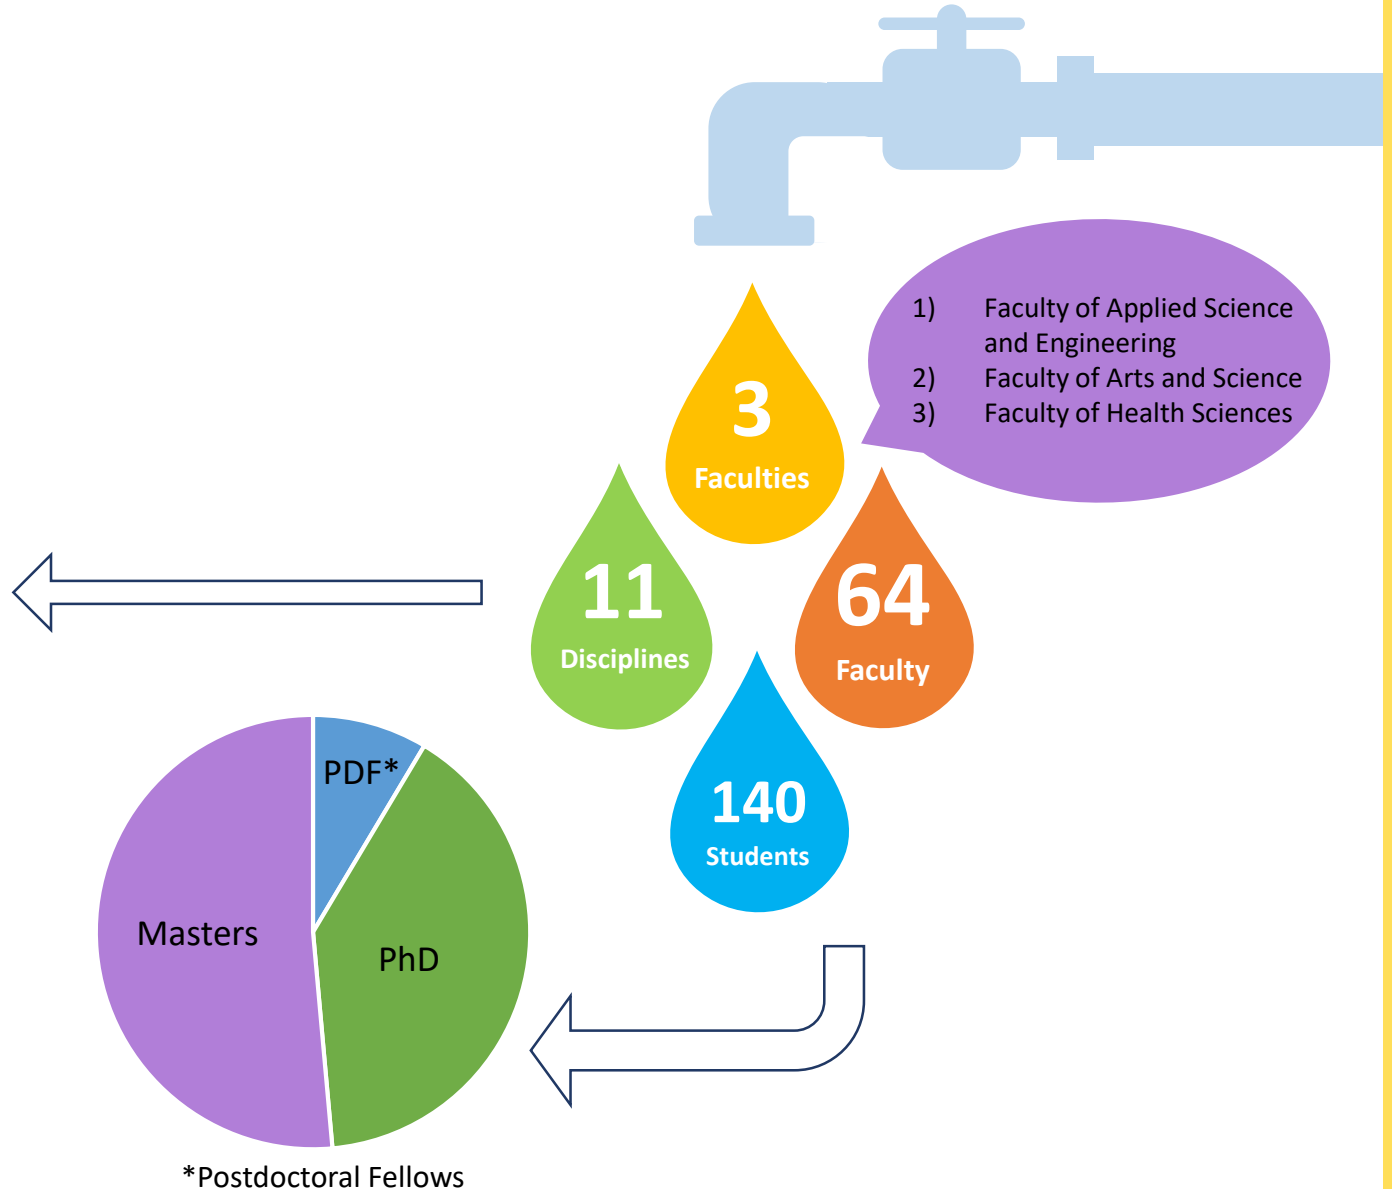 1) Faculty of Applied Science
and Engineering
2) Faculty of Arts and Science
3) Faculty of Health Sciences
3
Faculties
11
Disciplines
64
Faculty
140
Students
PDF*
Masters
PhD
*Postdoctoral Fellows